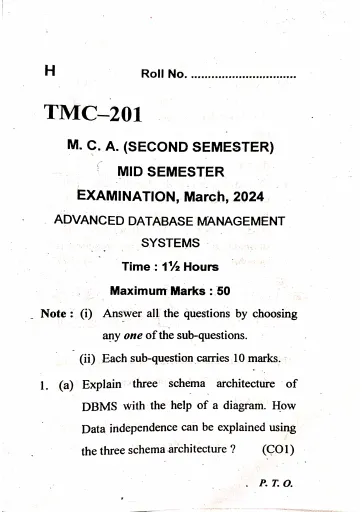 H Roll No. ................................
TMC–201
M. C. A. (SECOND SEMESTER)
MID SEMESTER
EXAMINATION, March, 2024
ADVANCED DATABASE MANAGEMENT
SYSTEMS
Time : 1½ Hours
Maximum Marks : 50
Note : (i) Answer all the questions by choosing
any one of the sub-questions.
(ii) Each sub-question carries 10 marks.
1. (a) Explain three schema architecture of
DBMS with the help of a diagram. How
Data independence can be explained using
the three schema architecture ? (CO1)
P. T. O.